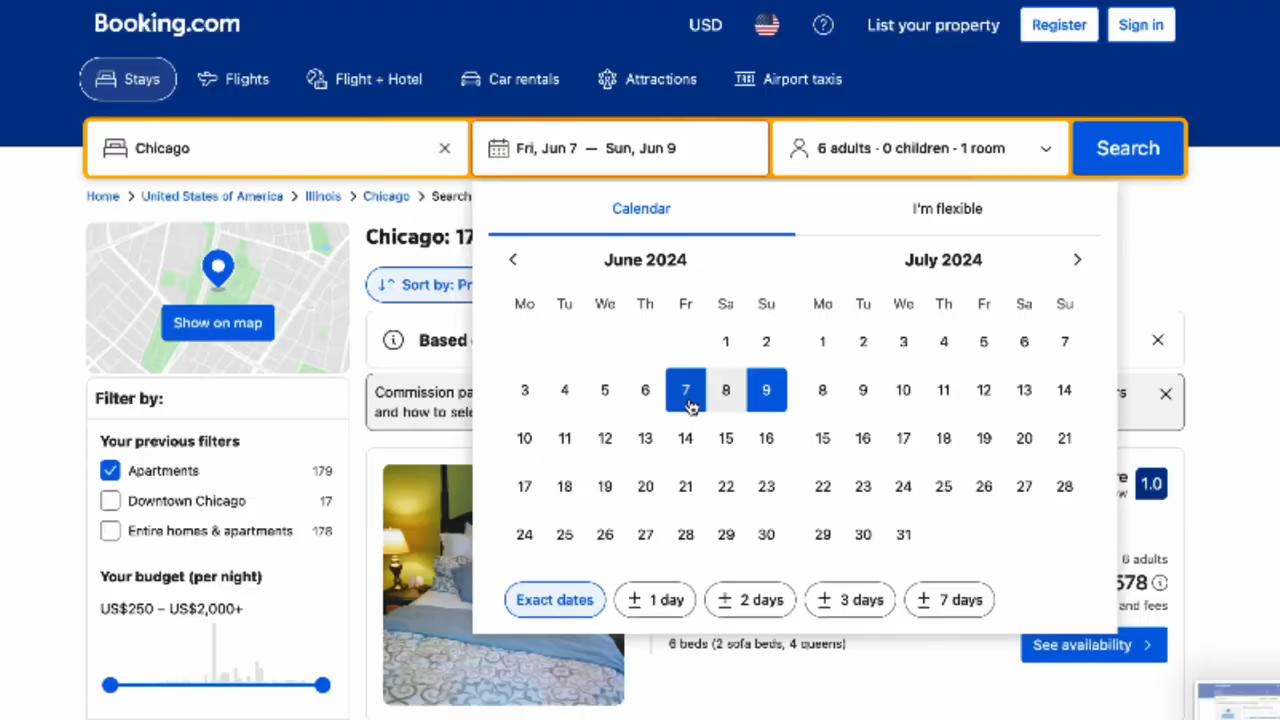 Booking.com
USD
List your property
Register
Sign in
Stays
Flights
Flight + Hotel
Car rentals
Attractions
Airport taxis
Chicago
Fri, Jun 7 — Sun, Jun 9
6 adults · 0 children · 1 room
Search
Home > United States of America > Illinois > Chicago > Search
Calendar
I'm flexible
Show on map
Chicago: 17
Sort by: Pr
Based
Commission pa
and how to sele
June 2024
Mo Tu We Th Fr Sa Su
1 2
3 4 5 6 7 8 9
10 11 12 13 14 15 16
17 18 19 20 21 22 23
24 25 26 27 28 29 30
July 2024
Mo Tu We Th Fr Sa Su
1 2 3 4 5 6 7
8 9 10 11 12 13 14
15 16 17 18 19 20 21
22 23 24 25 26 27 28
29 30 31
Exact dates
± 1 day
± 2 days
± 3 days
± 7 days
Filter by:
Your previous filters
Apartments 179
Downtown Chicago 17
Entire homes & apartments 178
Your budget (per night)
US$250 – US$2,000+
1.0
6 adults
578
and fees
6 beds (2 sofa beds, 4 queens)
See availability